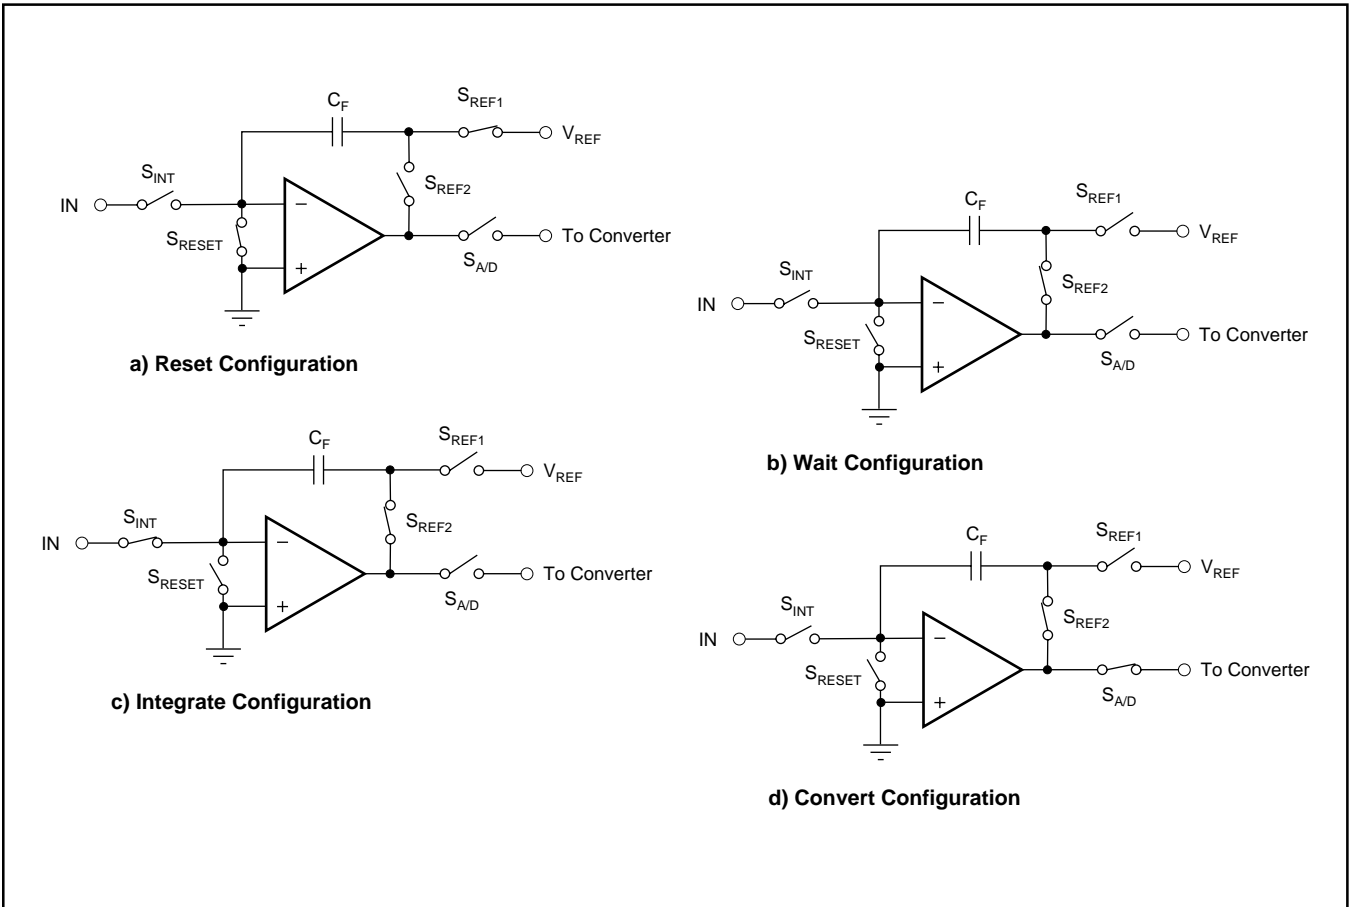 C_F
S_REF1
V_REF
S_INT
S_REF2
IN
−
S_RESET
To Converter
+
S_A/D
a) Reset Configuration
C_F
S_REF1
V_REF
S_INT
S_REF2
IN
−
S_RESET
To Converter
+
S_A/D
b) Wait Configuration
C_F
S_REF1
V_REF
S_INT
S_REF2
IN
−
S_RESET
To Converter
+
S_A/D
c) Integrate Configuration
C_F
S_REF1
V_REF
S_INT
S_REF2
IN
−
S_RESET
To Converter
+
S_A/D
d) Convert Configuration